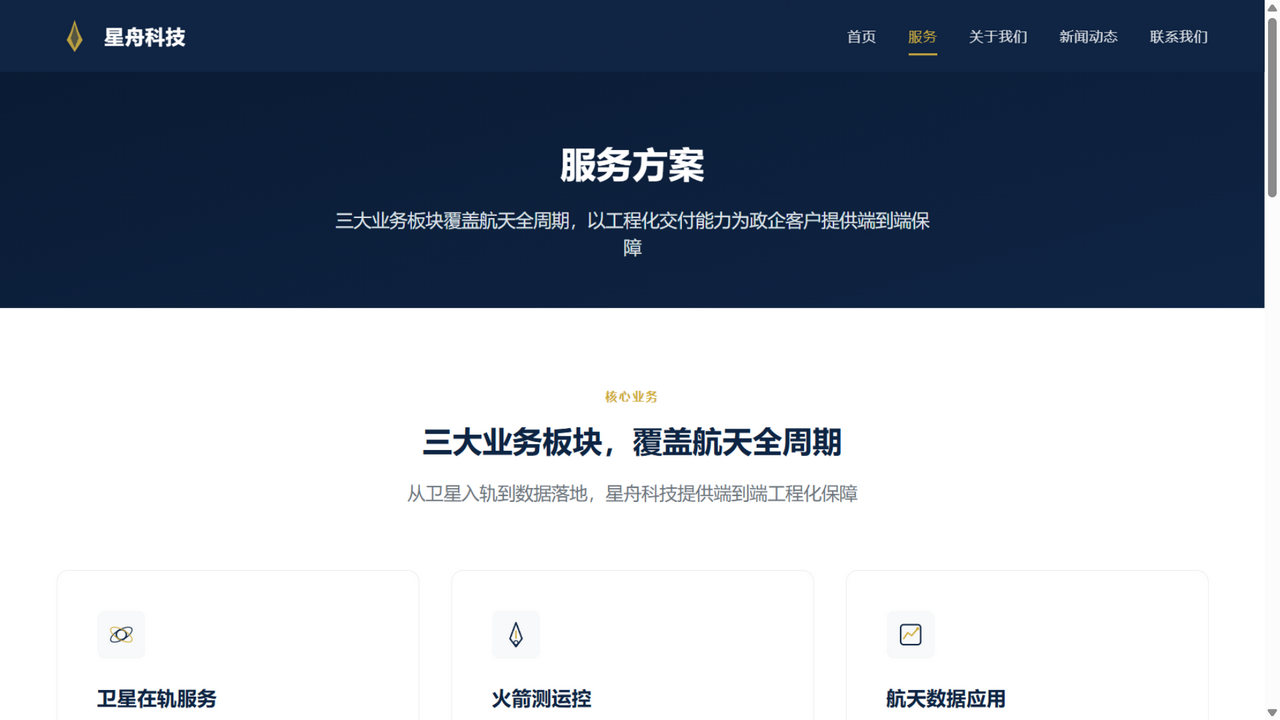 星舟科技
首页 服务 关于我们 新闻动态 联系我们
服务方案
三大业务板块覆盖航天全周期，以工程化交付能力为政企客户提供端到端保
障
核心业务
三大业务板块，覆盖航天全周期
从卫星入轨到数据落地，星舟科技提供端到端工程化保障
卫星在轨服务
火箭测运控
航天数据应用